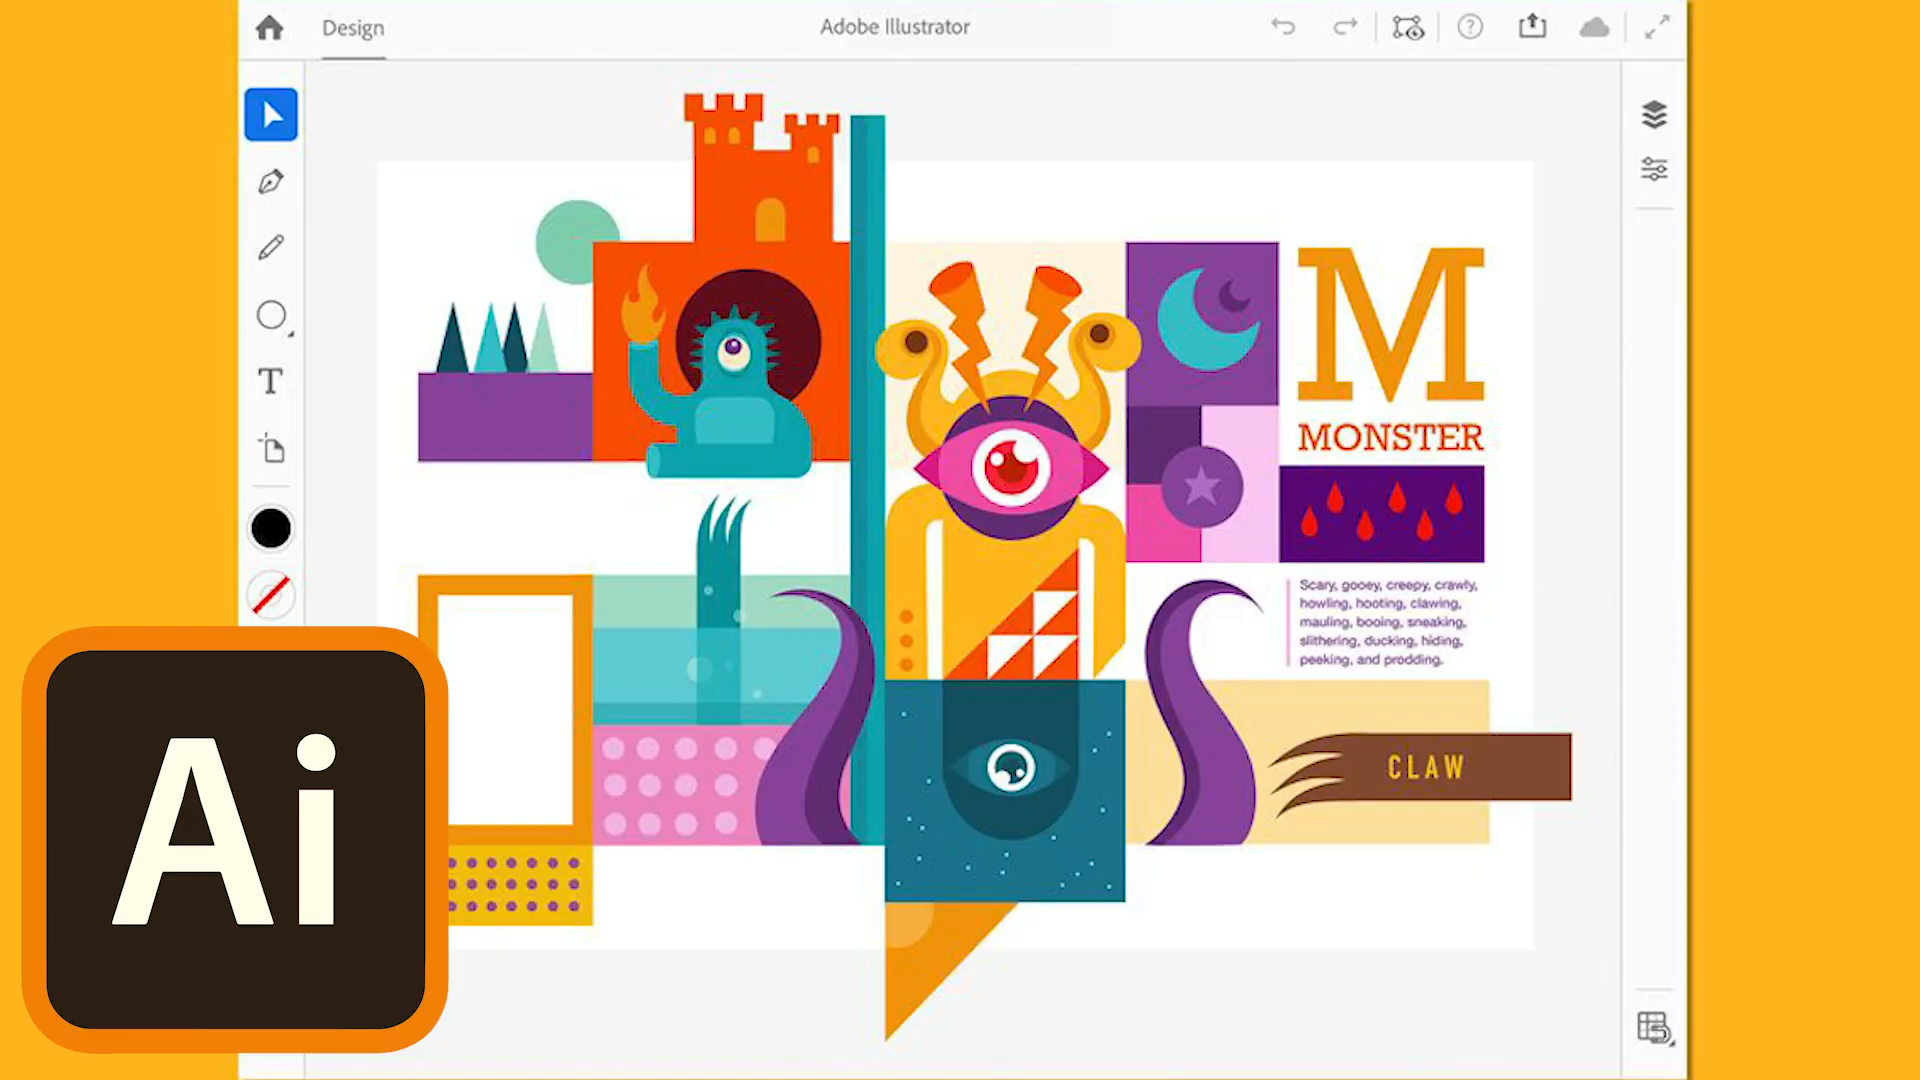 Design
Adobe Illustrator
T
M
MONSTER
Scary, gooey, creepy, crawly,
howling, hooting, clawing,
mauling, booing, sneaking,
slithering, ducking, hiding,
peeking, and prodding.
CLAW
Ai